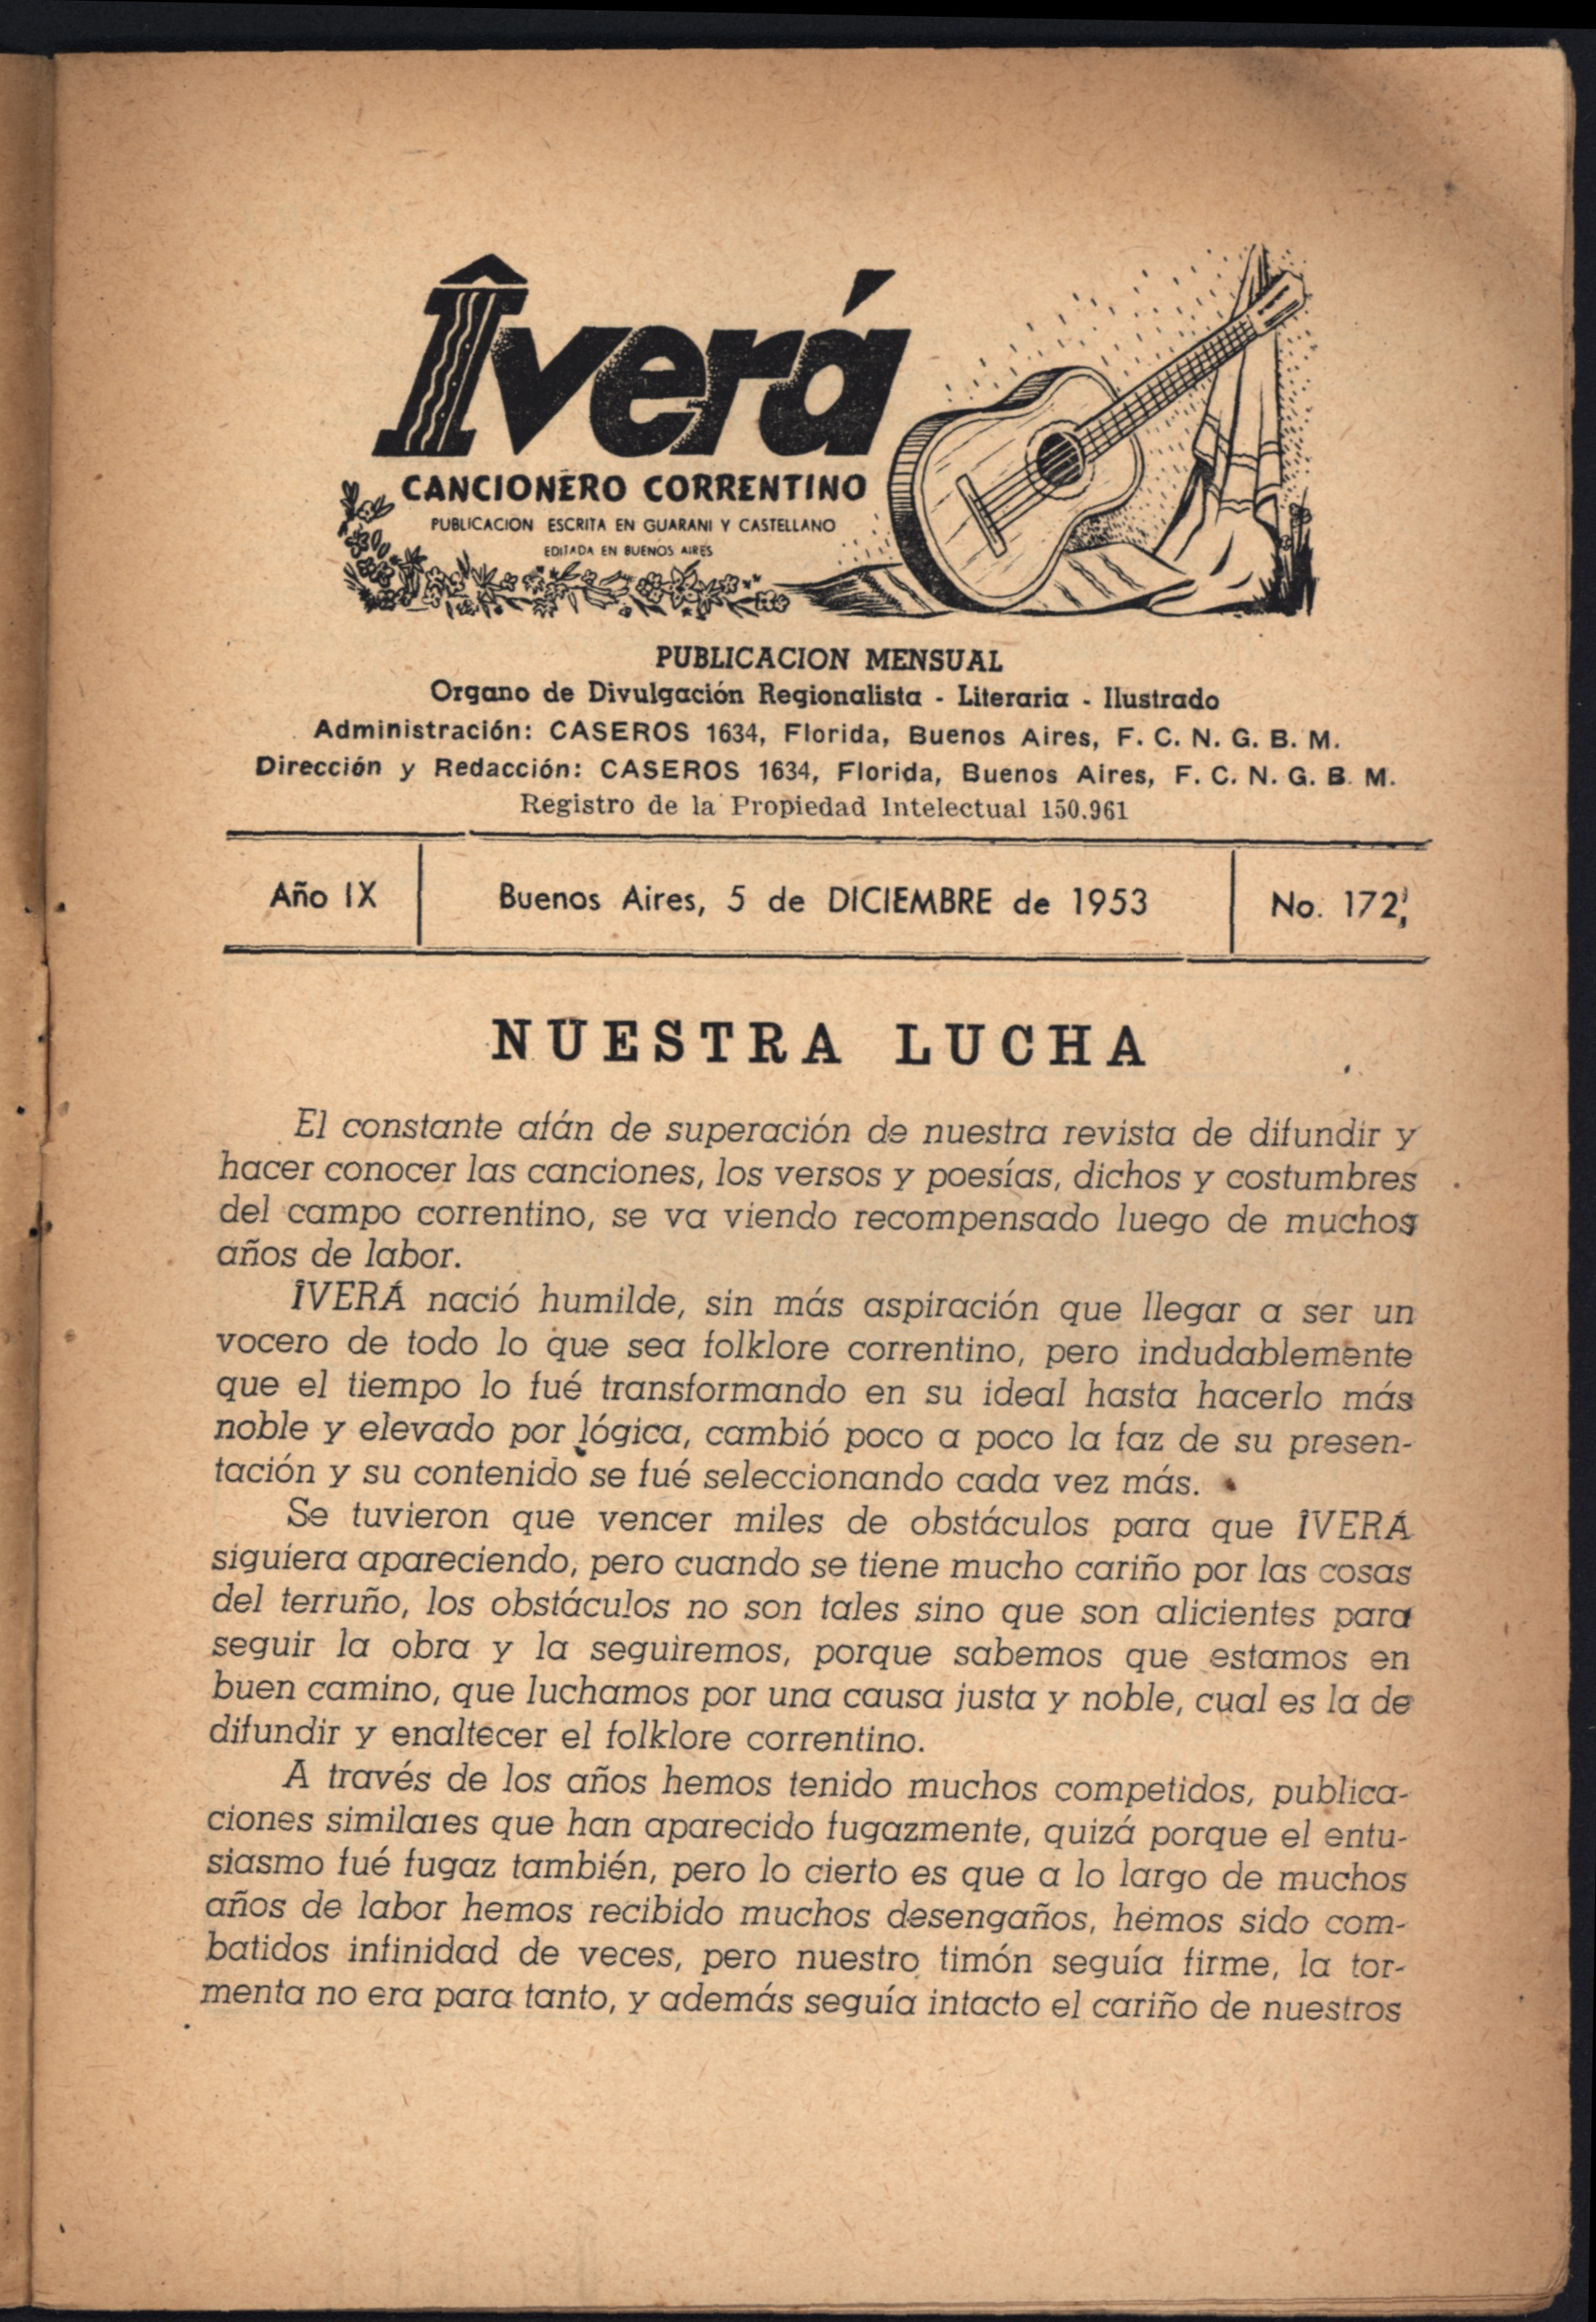 Îverá
CANCIONERO CORRENTINO
PUBLICACION ESCRITA EN GUARANI Y CASTELLANO
EDITADA EN BUENOS AIRES
PUBLICACION MENSUAL
Organo de Divulgación Regionalista - Literaria - Ilustrado
Administración: CASEROS 1634, Florida, Buenos Aires, F. C. N. G. B. M.
Dirección y Redacción: CASEROS 1634, Florida, Buenos Aires, F. C. N. G. B. M.
Registro de la Propiedad Intelectual 150.961
Año IX Buenos Aires, 5 de DICIEMBRE de 1953 No. 172
NUESTRA LUCHA
El constante afán de superación de nuestra revista de difundir y
hacer conocer las canciones, los versos y poesías, dichos y costumbres
del campo correntino, se va viendo recompensado luego de muchos
años de labor.
ÎVERÁ nació humilde, sin más aspiración que llegar a ser un
vocero de todo lo que sea folklore correntino, pero indudablemente
que el tiempo lo fué transformando en su ideal hasta hacerlo más
noble y elevado por lógica, cambió poco a poco la faz de su presen-
tación y su contenido se fué seleccionando cada vez más.
Se tuvieron que vencer miles de obstáculos para que ÎVERÁ
siguiera apareciendo, pero cuando se tiene mucho cariño por las cosas
del terruño, los obstáculos no son tales sino que son alicientes para
seguir la obra y la seguiremos, porque sabemos que estamos en
buen camino, que luchamos por una causa justa y noble, cual es la de
difundir y enaltecer el folklore correntino.
A través de los años hemos tenido muchos competidos, publica-
ciones similares que han aparecido fugazmente, quizá porque el entu-
siasmo fué fugaz también, pero lo cierto es que a lo largo de muchos
años de labor hemos recibido muchos desengaños, hemos sido com-
batidos infinidad de veces, pero nuestro timón seguía firme, la tor-
menta no era para tanto, y además seguía intacto el cariño de nuestros